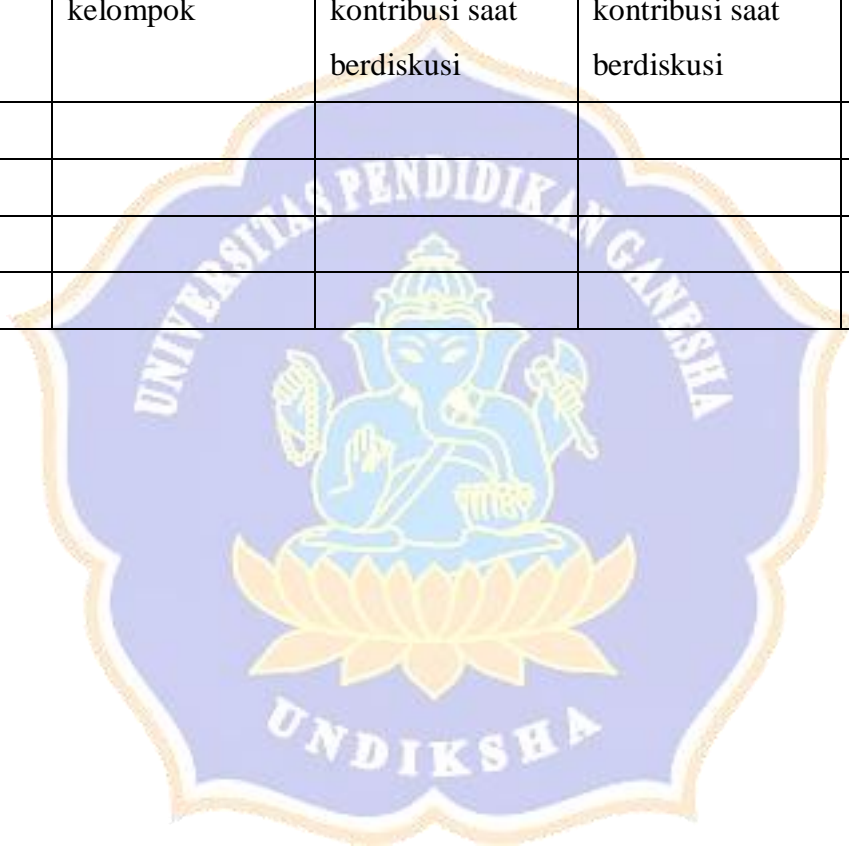 kelompok
kontribusi saat
berdiskusi
kontribusi saat
berdiskusi
UNIVERSITAS PENDIDIKAN GANESHA
UNDIKSHA